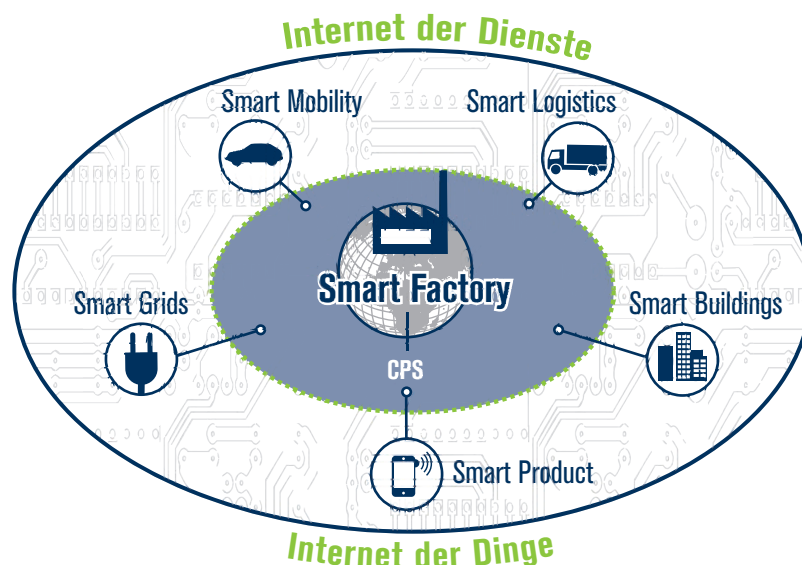 Internet der Dienste
Smart Mobility
Smart Logistics
Smart Factory
Smart Grids
Smart Buildings
CPS
Smart Product
Internet der Dinge